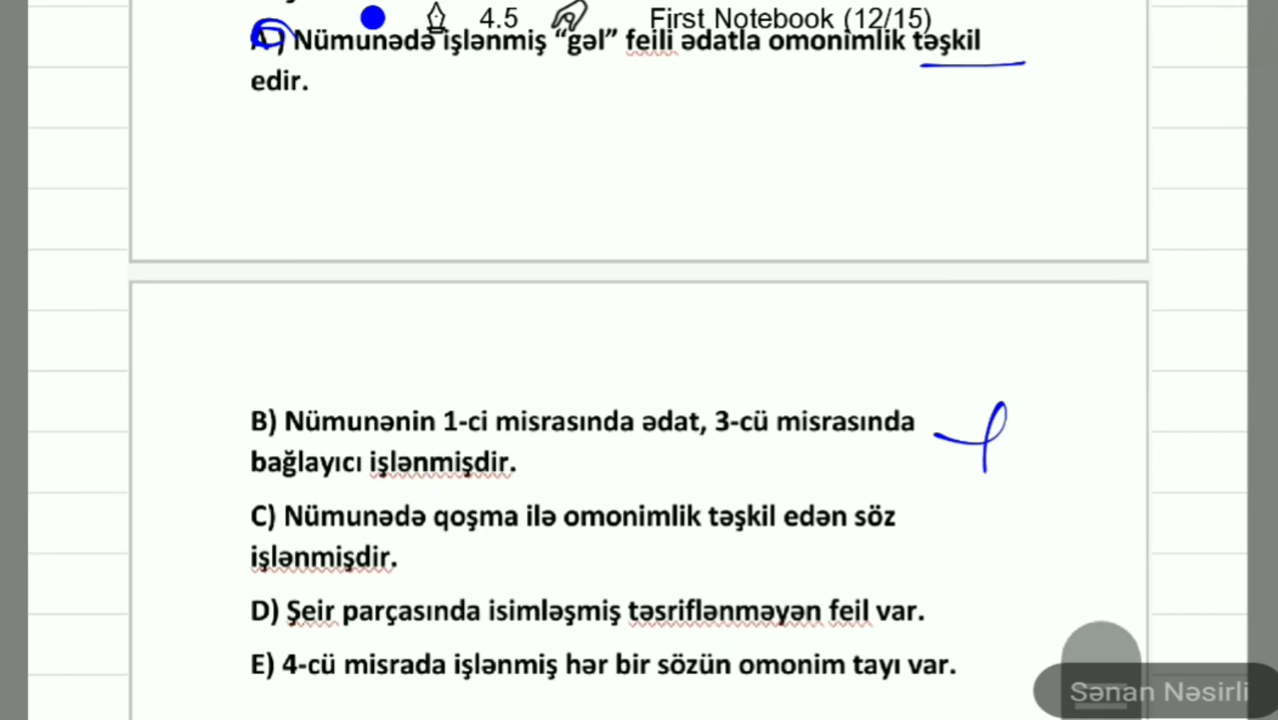 4.5 First Notebook (12/15)
A) Nümunədə işlənmiş “gəl” feili ədatla omonimlik təşkil
edir.
B) Nümunənin 1-ci misrasında ədat, 3-cü misrasında
bağlayıcı işlənmişdir.
C) Nümunədə qoşma ilə omonimlik təşkil edən söz
işlənmişdir.
D) Şeir parçasında isimləşmiş təsriflənməyən feil var.
E) 4-cü misrada işlənmiş hər bir sözün omonim tayı var.
Sənan Nəsirli